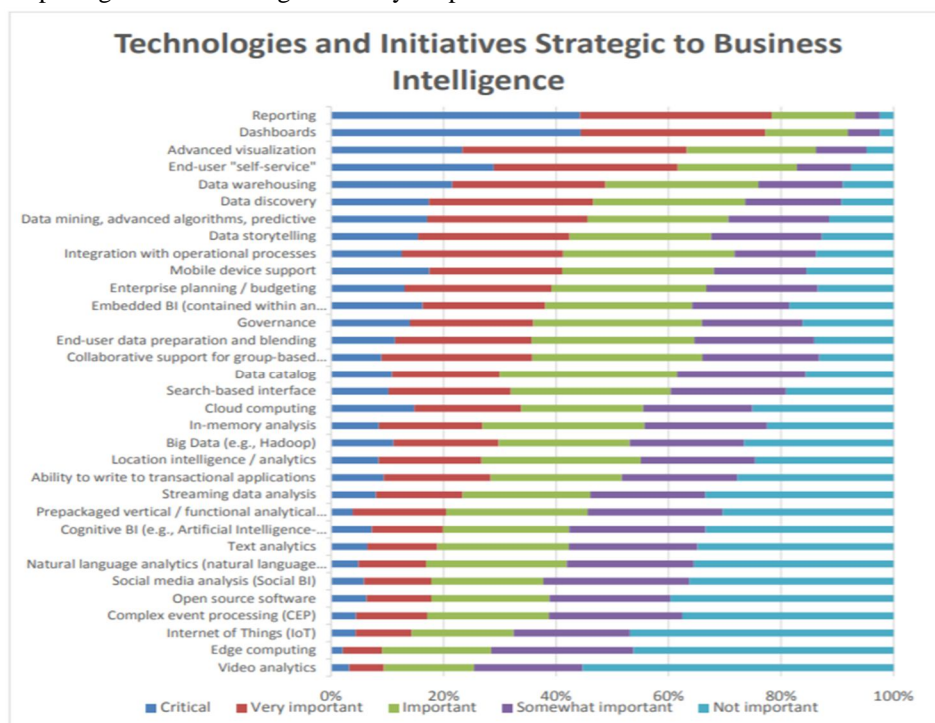 Technologies and Initiatives Strategic to Business
Intelligence
Reporting
Dashboards
Advanced visualization
End-user "self-service"
Data warehousing
Data discovery
Data mining, advanced algorithms, predictive
Data storytelling
Integration with operational processes
Mobile device support
Enterprise planning / budgeting
Embedded BI (contained within an...
Governance
End-user data preparation and blending
Collaborative support for group-based...
Data catalog
Search-based interface
Cloud computing
In-memory analysis
Big Data (e.g., Hadoop)
Location intelligence / analytics
Ability to write to transactional applications
Streaming data analysis
Prepackaged vertical / functional analytical...
Cognitive BI (e.g., Artificial Intelligence-...
Text analytics
Natural language analytics (natural language...
Social media analysis (Social BI)
Open source software
Complex event processing (CEP)
Internet of Things (IoT)
Edge computing
Video analytics
0% 20% 40% 60% 80% 100%
Critical Very important Important Somewhat important Not important